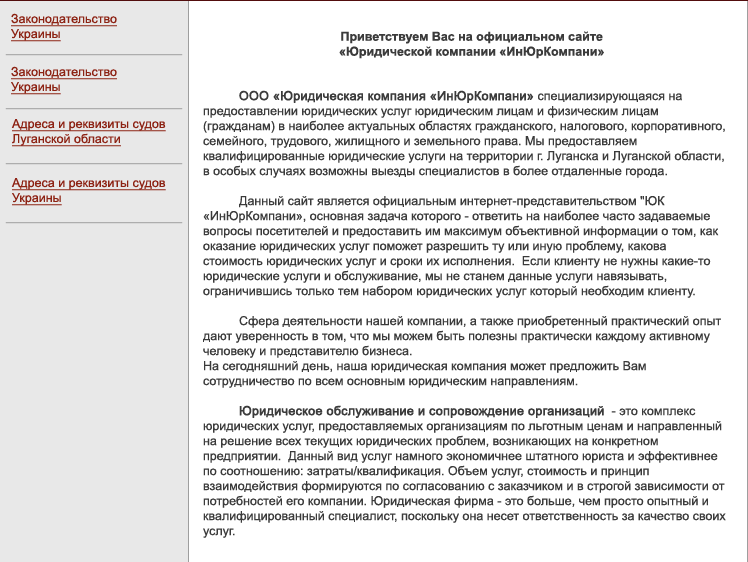 Законодательство
Украины
Законодательство
Украины
Адреса и реквизиты судов
Луганской области
Адреса и реквизиты судов
Украины
Приветствуем Вас на официальном сайте
«Юридической компании «ИнЮрКомпани»
ООО «Юридическая компания «ИнЮрКомпани» специализирующаяся на
предоставлении юридических услуг юридическим лицам и физическим лицам
(гражданам) в наиболее актуальных областях гражданского, налогового, корпоративного,
семейного, трудового, жилищного и земельного права. Мы предоставляем
квалифицированные юридические услуги на территории г. Луганска и Луганской области,
в особых случаях возможны выезды специалистов в более отдаленные города.
Данный сайт является официальным интернет-представительством "ЮК
«ИнЮрКомпани», основная задача которого - ответить на наиболее часто задаваемые
вопросы посетителей и предоставить им максимум объективной информации о том, как
оказание юридических услуг поможет разрешить ту или иную проблему, какова
стоимость юридических услуг и сроки их исполнения.  Если клиенту не нужны какие-то
юридические услуги и обслуживание, мы не станем данные услуги навязывать,
ограничившись только тем набором юридических услуг который необходим клиенту.
Сфера деятельности нашей компании, а также приобретенный практический опыт
дают уверенность в том, что мы можем быть полезны практически каждому активному
человеку и представителю бизнеса.
На сегодняшний день, наша юридическая компания может предложить Вам
сотрудничество по всем основным юридическим направлениям.
Юридическое обслуживание и сопровождение организаций  - это комплекс
юридических услуг, предоставляемых организациям по льготным ценам и направленный
на решение всех текущих юридических проблем, возникающих на конкретном
предприятии.  Данный вид услуг намного экономичнее штатного юриста и эффективнее
по соотношению: затраты/квалификация. Объем услуг, стоимость и принцип
взаимодействия формируются по согласованию с заказчиком и в строгой зависимости от
потребностей его компании. Юридическая фирма - это больше, чем просто опытный и
квалифицированный специалист, поскольку она несет ответственность за качество своих
услуг.